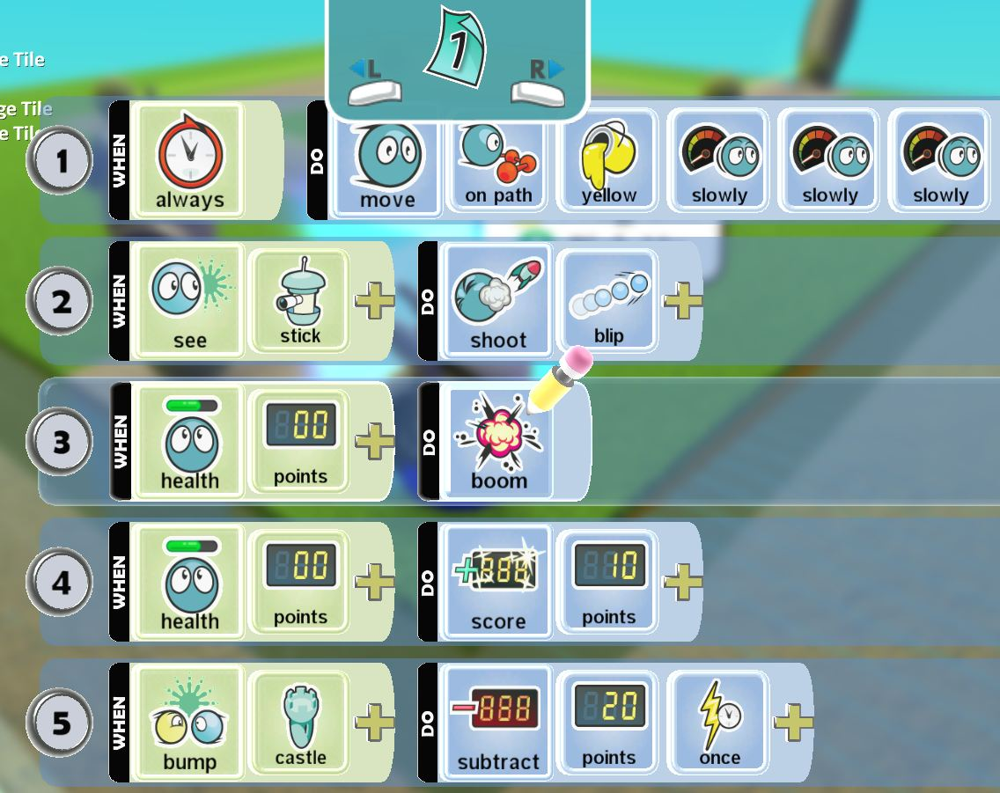 e Tile
ge Tile
e Tile
1
L R
1 WHEN always DO move on path yellow slowly slowly slowly
2 WHEN see stick DO shoot blip
3 WHEN health 00 points DO boom
4 WHEN health 00 points DO score 10 points
5 WHEN bump castle DO subtract 20 points once